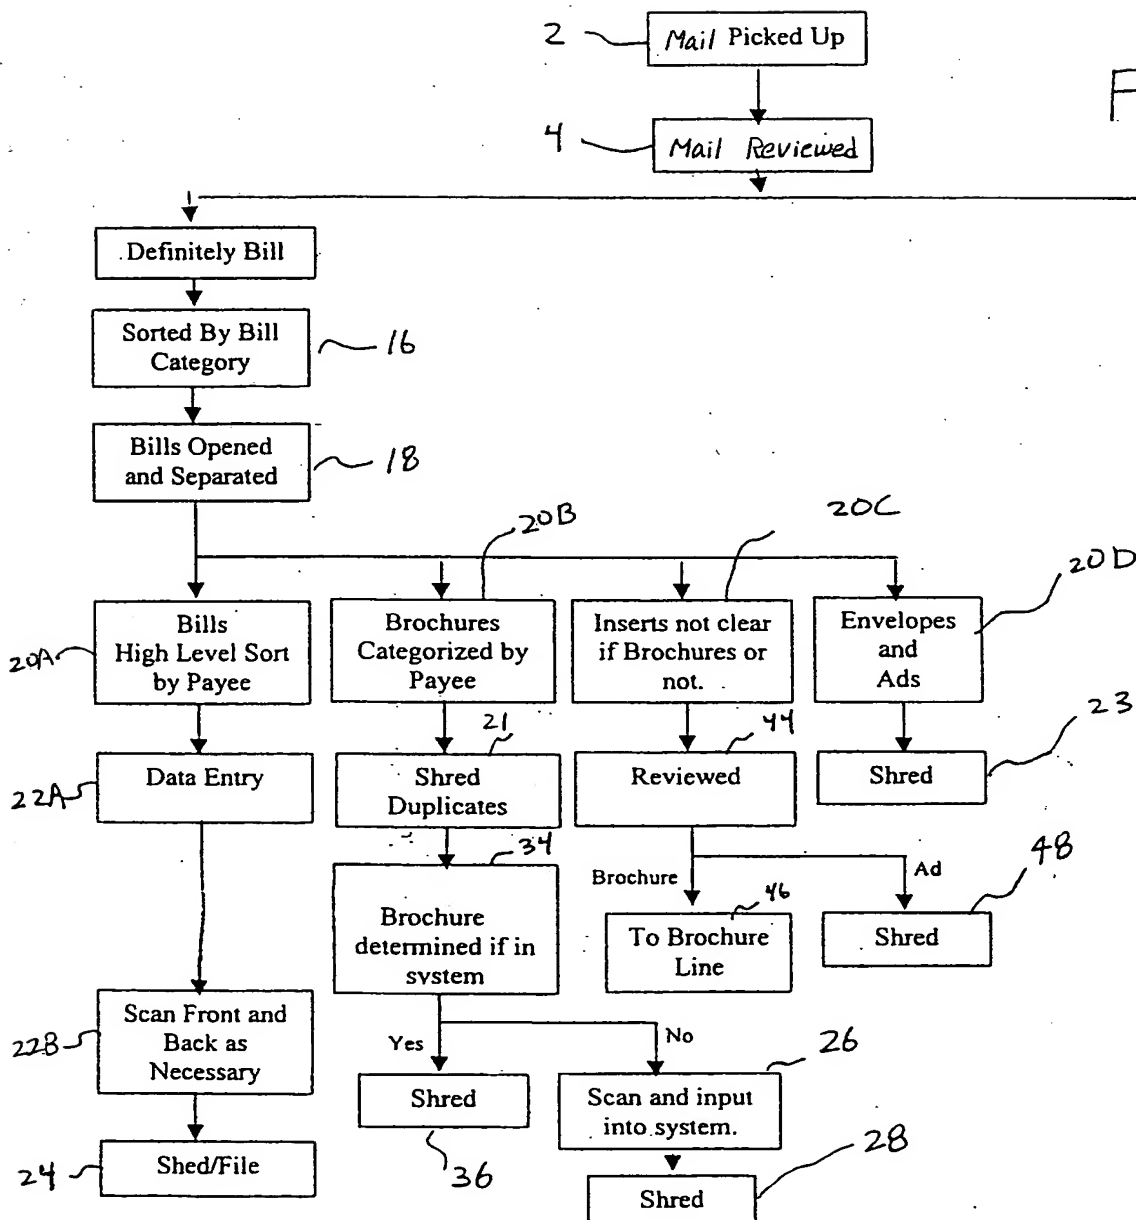 2
Mail Picked Up
F
4
Mail Reviewed
Definitely Bill
Sorted By Bill
Category
16
Bills Opened
and Separated
18
20B
20C
20D
20A
Bills
High Level Sort
by Payee
Brochures
Categorized by
Payee
Inserts not clear
if Brochures or
not.
Envelopes
and
Ads
21
44
23
22A
Data Entry
Shred
Duplicates
Reviewed
Shred
34
48
Brochure
Ad
Brochure
determined if in
system
46
To Brochure
Line
Shred
22B
Scan Front and
Back as
Necessary
Yes
No
26
Shred
Scan and input
into system.
36
28
24
Shed/File
Shred